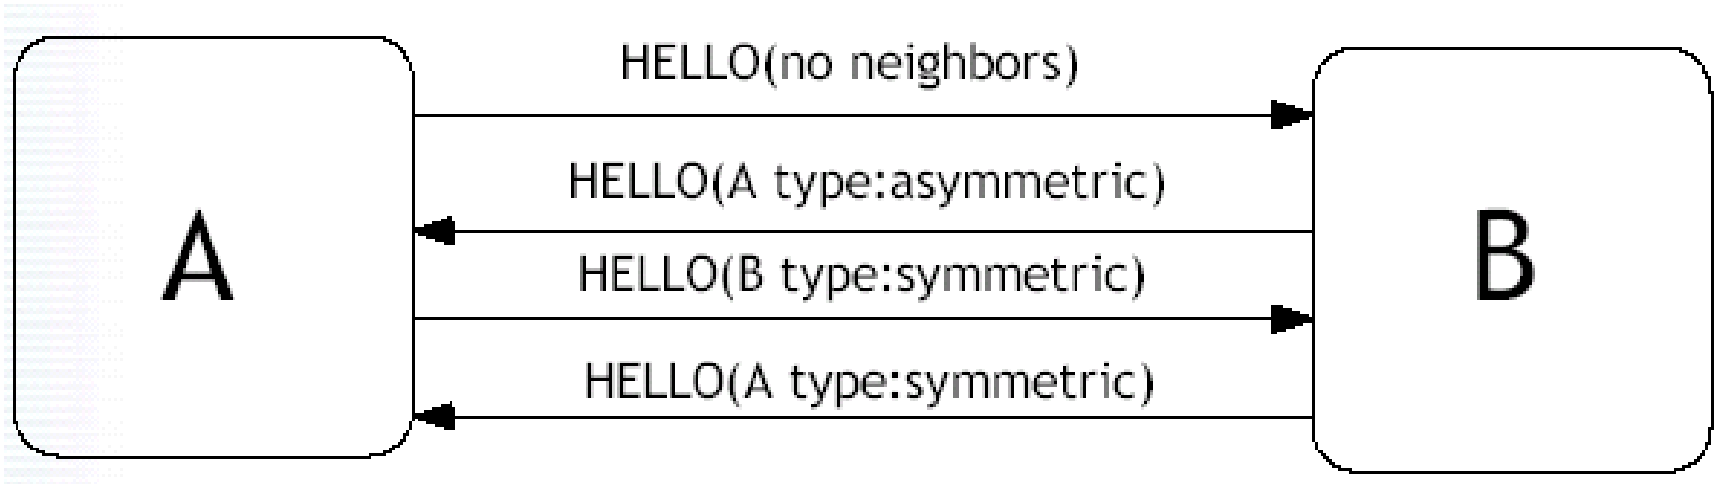 HELLO(no neighbors)
HELLO(A type:asymmetric)
HELLO(B type:symmetric)
HELLO(A type:symmetric)
A
B